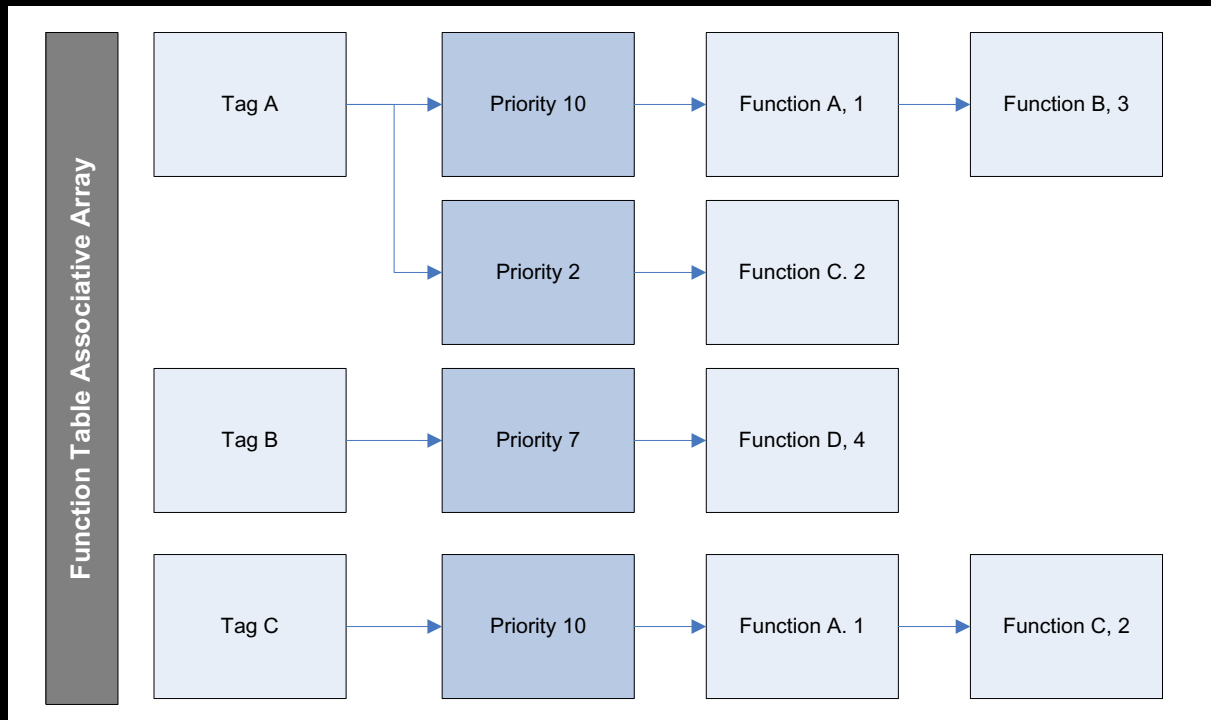 Function Table Associative Array
Tag A
Priority 10
Function A, 1
Function B, 3
Priority 2
Function C. 2
Tag B
Priority 7
Function D, 4
Tag C
Priority 10
Function A. 1
Function C, 2